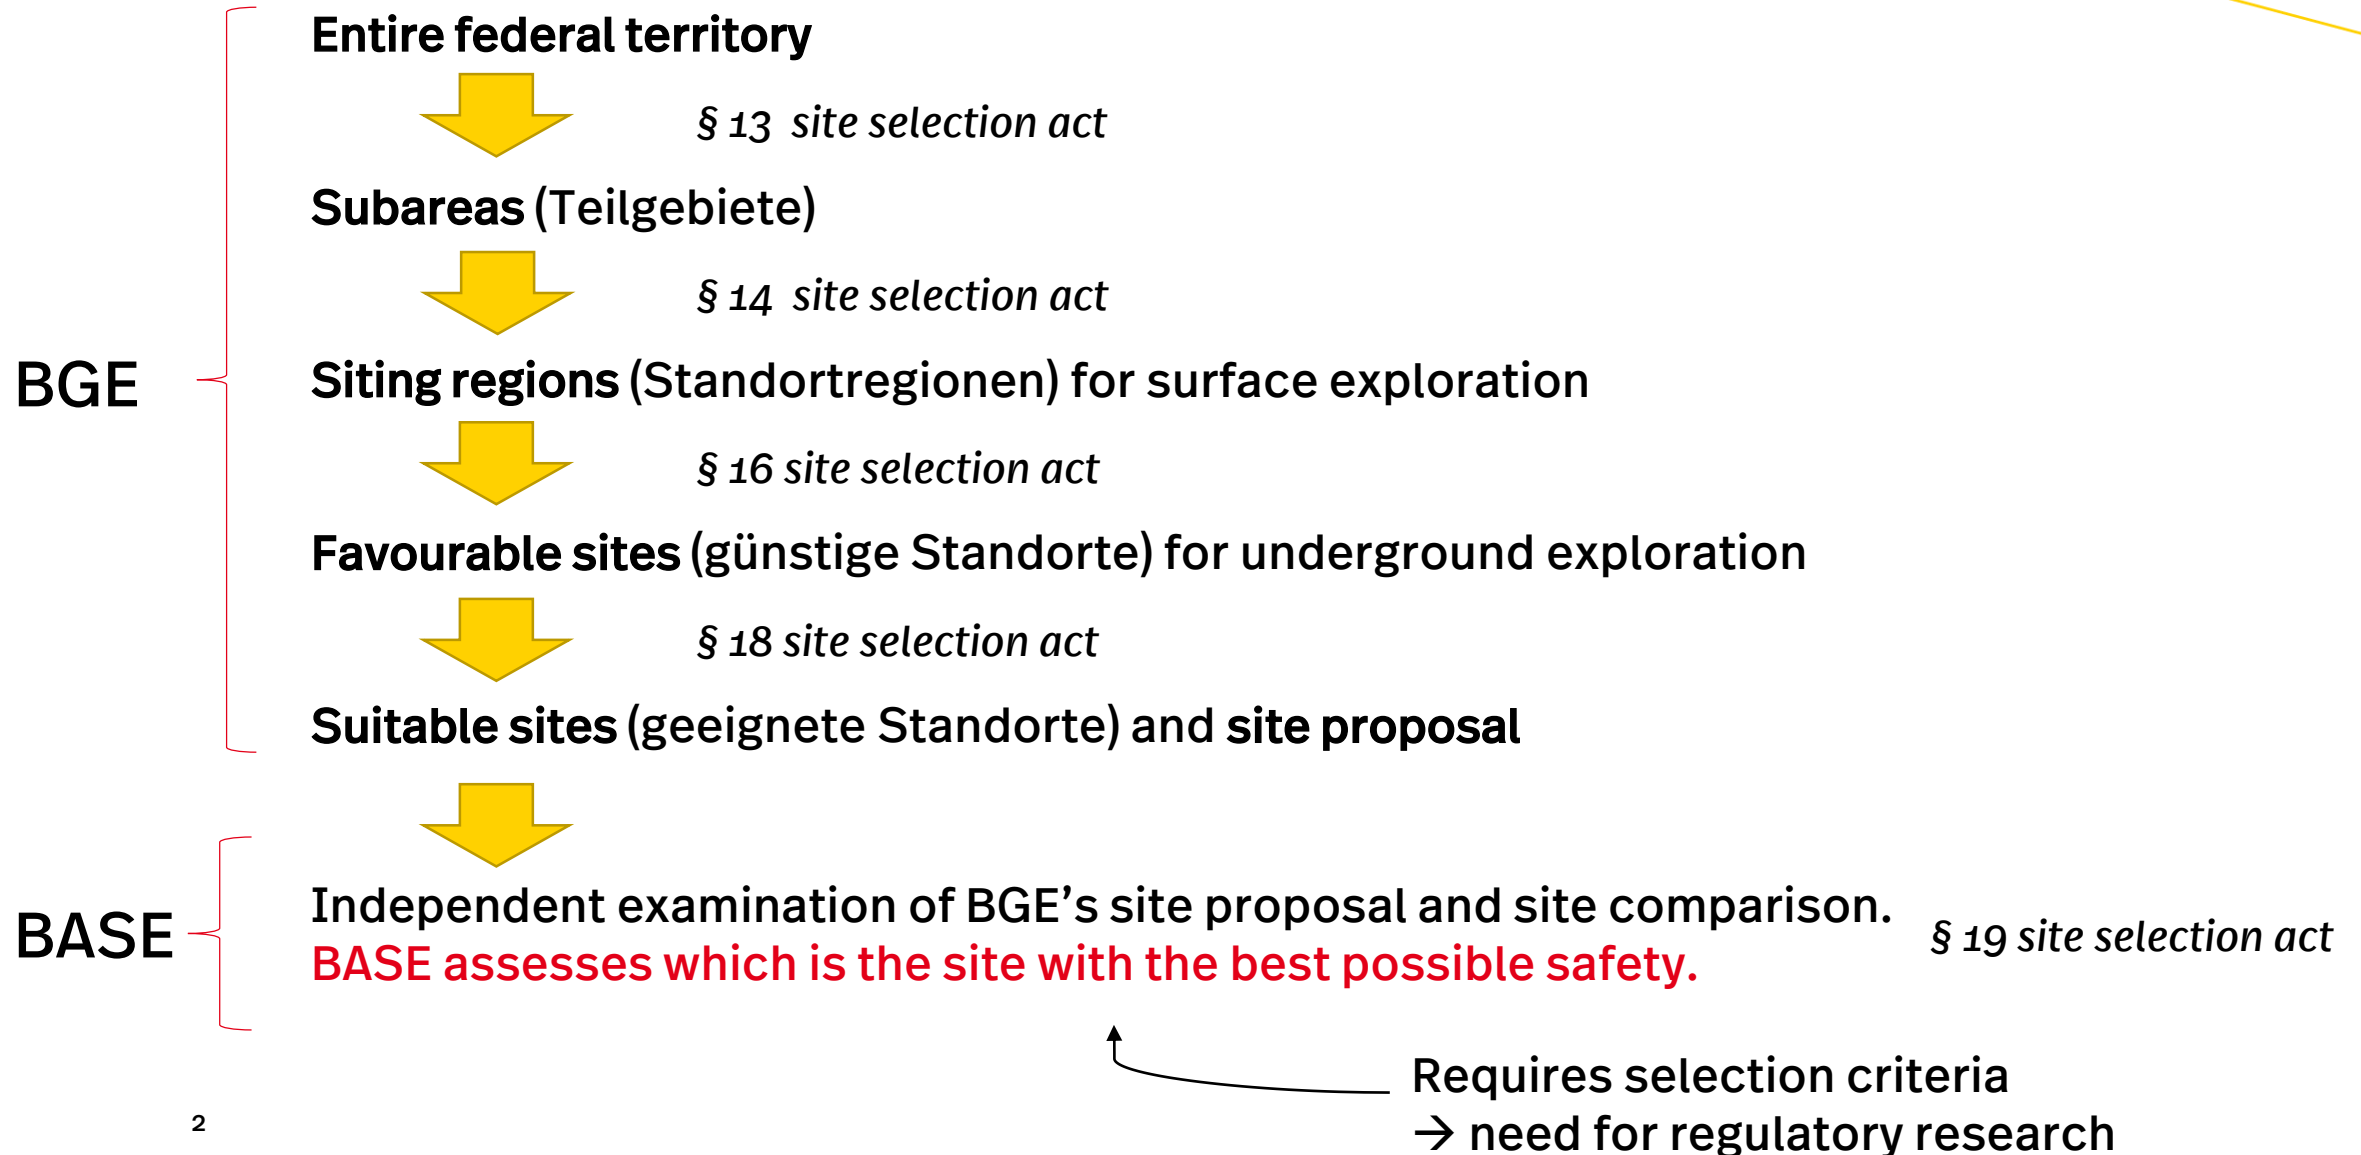 Entire federal territory
§ 13 site selection act
Subareas (Teilgebiete)
§ 14 site selection act
BGE
Siting regions (Standortregionen) for surface exploration
§ 16 site selection act
Favourable sites (günstige Standorte) for underground exploration
§ 18 site selection act
Suitable sites (geeignete Standorte) and site proposal
BASE
Independent examination of BGE’s site proposal and site comparison.
BASE assesses which is the site with the best possible safety.
§ 19 site selection act
Requires selection criteria
→ need for regulatory research
2